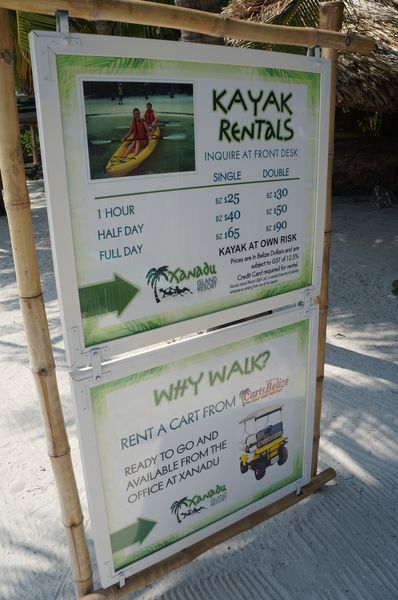 KAYAK
RENTALS
INQUIRE AT FRONT DESK
SINGLE DOUBLE
1 HOUR BZ $25 BZ $30
HALF DAY BZ $40 BZ $50
FULL DAY BZ $65 BZ $90
KAYAK AT OWN RISK
Prices are in Belize Dollars and are
subject to GST of 12.5%
Credit Card required for rental
Xanadu
ISLAND
RESORT
WHY WALK?
RENT A CART FROM CartsBelize
READY TO GO AND
AVAILABLE FROM THE
OFFICE AT XANADU
Xanadu
ISLAND
RESORT